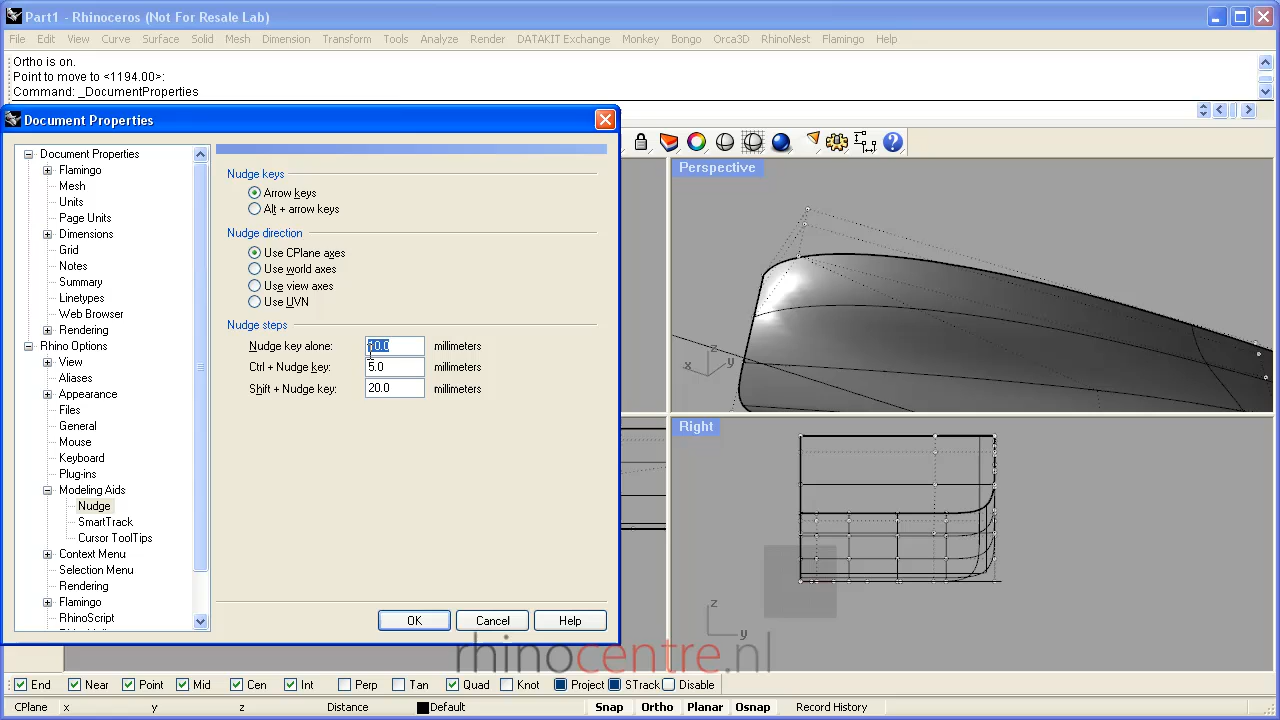 Part1 - Rhinoceros (Not For Resale Lab)
File Edit View Curve Surface Solid Mesh Dimension Transform Tools Analyze Render DATAKIT Exchange Monkey Bongo Orca3D RhinoNest Flamingo Help
Ortho is on.
Point to move to <1194.00>:
Command: _DocumentProperties
Document Properties
Document Properties
Flamingo
Mesh
Units
Page Units
Dimensions
Grid
Notes
Summary
Linetypes
Web Browser
Rendering
Rhino Options
View
Aliases
Appearance
Files
General
Mouse
Keyboard
Plug-ins
Modeling Aids
Nudge
SmartTrack
Cursor ToolTips
Context Menu
Selection Menu
Rendering
Flamingo
RhinoScript
Nudge keys
Arrow keys
Alt + arrow keys
Nudge direction
Use CPlane axes
Use world axes
Use view axes
Use UVN
Nudge steps
Nudge key alone: 10.0 millimeters
Ctrl + Nudge key: 5.0 millimeters
Shift + Nudge key: 20.0 millimeters
OK Cancel Help
Perspective
z
x y
Right
z
y
rhinocentre.nl
End Near Point Mid Cen Int Perp Tan Quad Knot Project STrack Disable
CPlane x y z Distance Default Snap Ortho Planar Osnap Record History